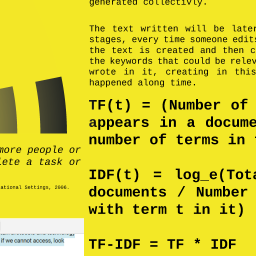 generated collectivly.
The text written will be later
stages, every time someone edits
the text is created and then c
the keywords that could be relev
wrote in it, creating in this
happened along time.
TF(t) = (Number of
appears in a docume
number of terms in t
IDF(t) = log_e(Tota
documents / Number
with term t in it)
TF-IDF = TF * IDF
more people or
lete a task or
ational Settings, 2000.
if we cannot access, look